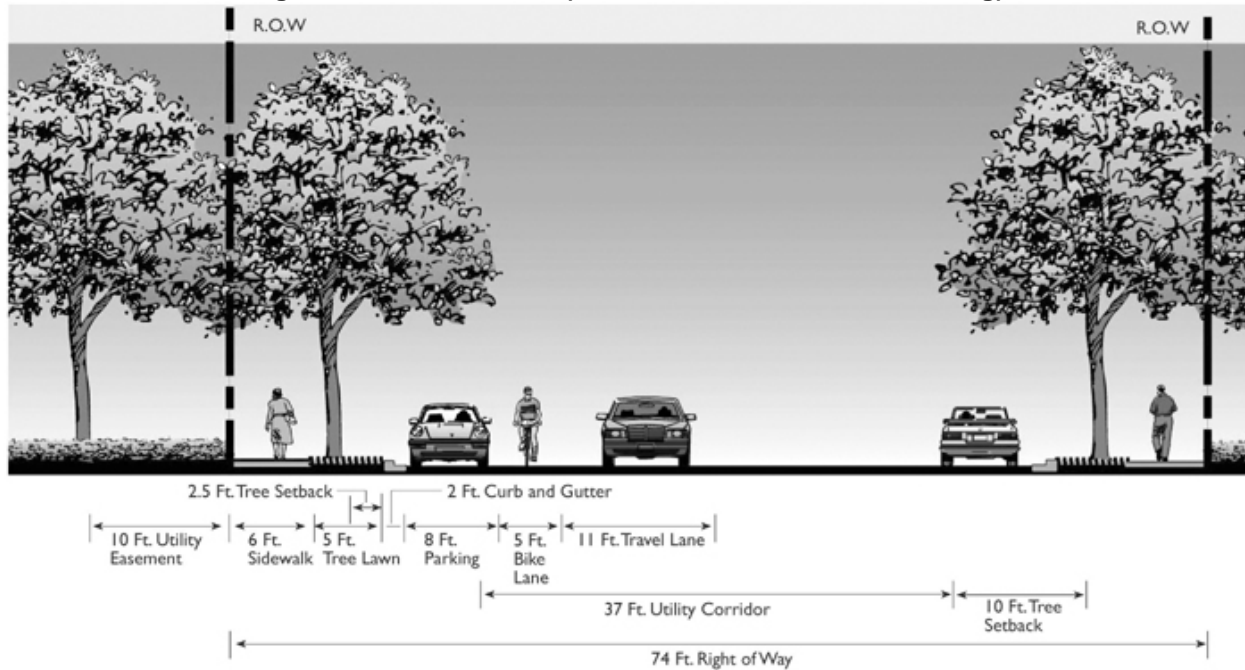 R.O.W
R.O.W
2.5 Ft. Tree Setback
2 Ft. Curb and Gutter
10 Ft. Utility
Easement
6 Ft.
Sidewalk
5 Ft.
Tree Lawn
8 Ft.
Parking
5 Ft.
Bike
Lane
11 Ft. Travel Lane
37 Ft. Utility Corridor
10 Ft. Tree
Setback
74 Ft. Right of Way